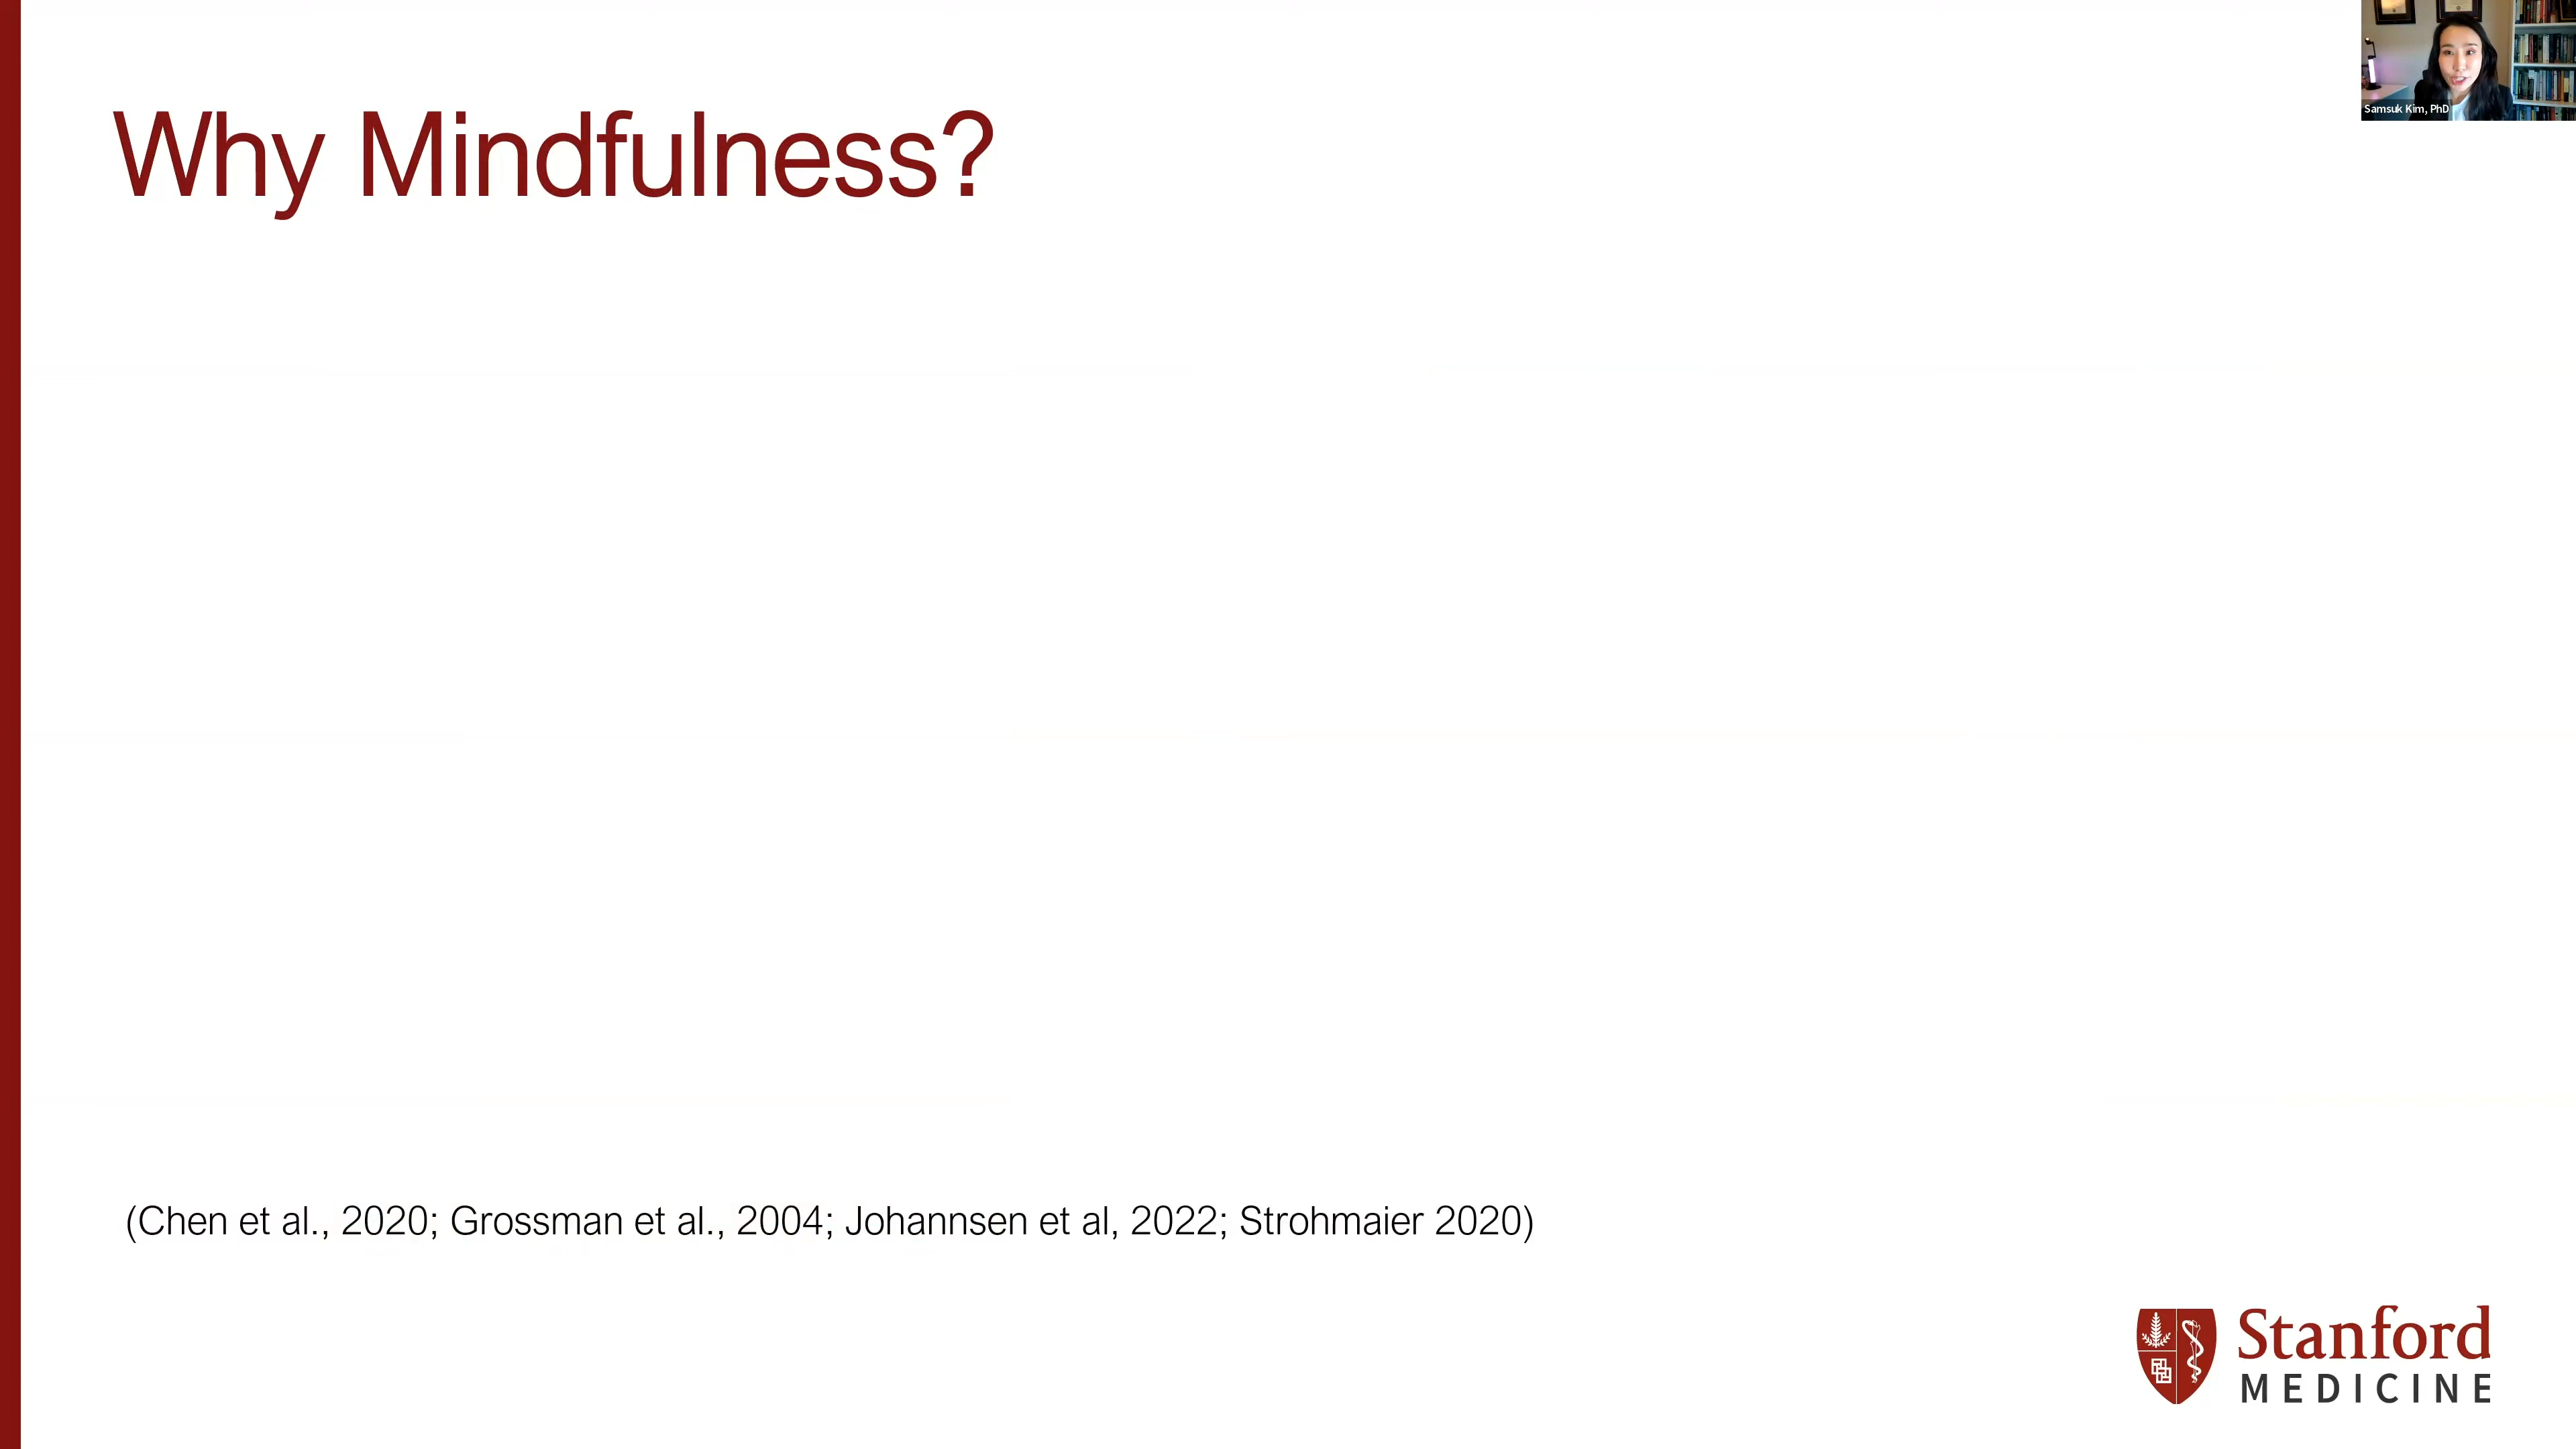 Why Mindfulness?
Samsuk Kim, PhD
(Chen et al., 2020; Grossman et al., 2004; Johannsen et al, 2022; Strohmaier 2020)
Stanford
MEDICINE